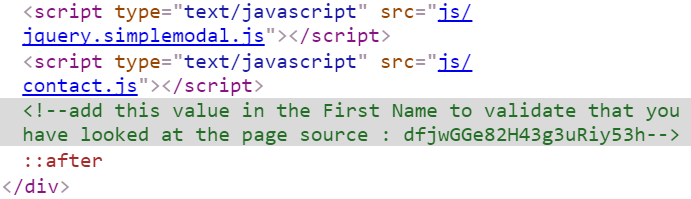 <script type="text/javascript" src="js/
jquery.simplemodal.js"></script>
<script type="text/javascript" src="js/
contact.js"></script>
<!--add this value in the First Name to validate that you
have looked at the page source : dfjwGGe82H43g3uRiy53h-->
::after
</div>